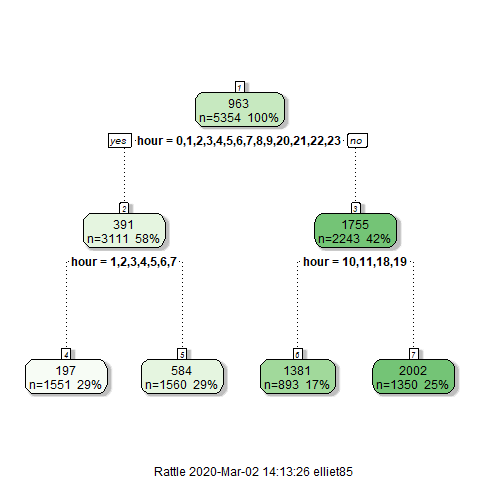 1
963
n=5354 100%
yes hour = 0,1,2,3,4,5,6,7,8,9,20,21,22,23 no
2 3
391 1755
n=3111 58% n=2243 42%
hour = 1,2,3,4,5,6,7 hour = 10,11,18,19
4 5 6 7
197 584 1381 2002
n=1551 29% n=1560 29% n=893 17% n=1350 25%
Rattle 2020-Mar-02 14:13:26 elliet85